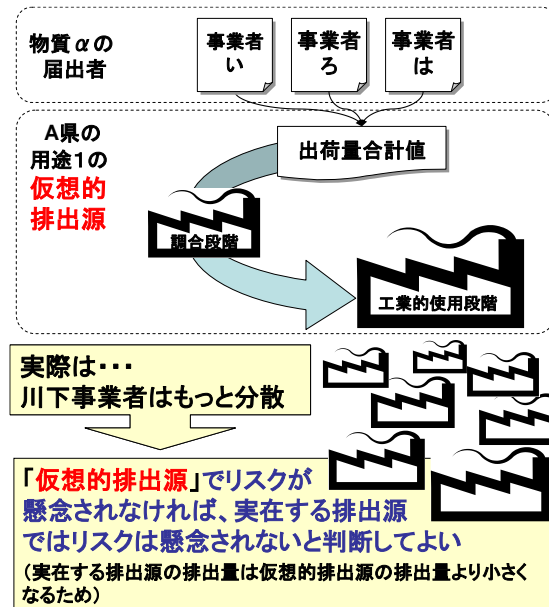 物質αの
届出者
事業者
い
事業者
ろ
事業者
は
A県の
用途1の
仮想的
排出源
出荷量合計値
調合段階
工業的使用段階
実際は・・・
川下事業者はもっと分散
「仮想的排出源」でリスクが
懸念されなければ、実在する排出源
ではリスクは懸念されないと判断してよい
(実在する排出源の排出量は仮想的排出源の排出量より小さく
なるため)